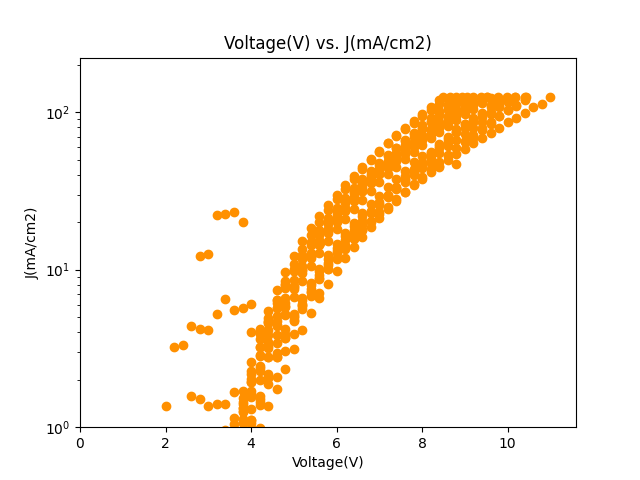 Voltage(V) vs. J(mA/cm2)
J(mA/cm2)
10²
10¹
10⁰
0 2 4 6 8 10
Voltage(V)